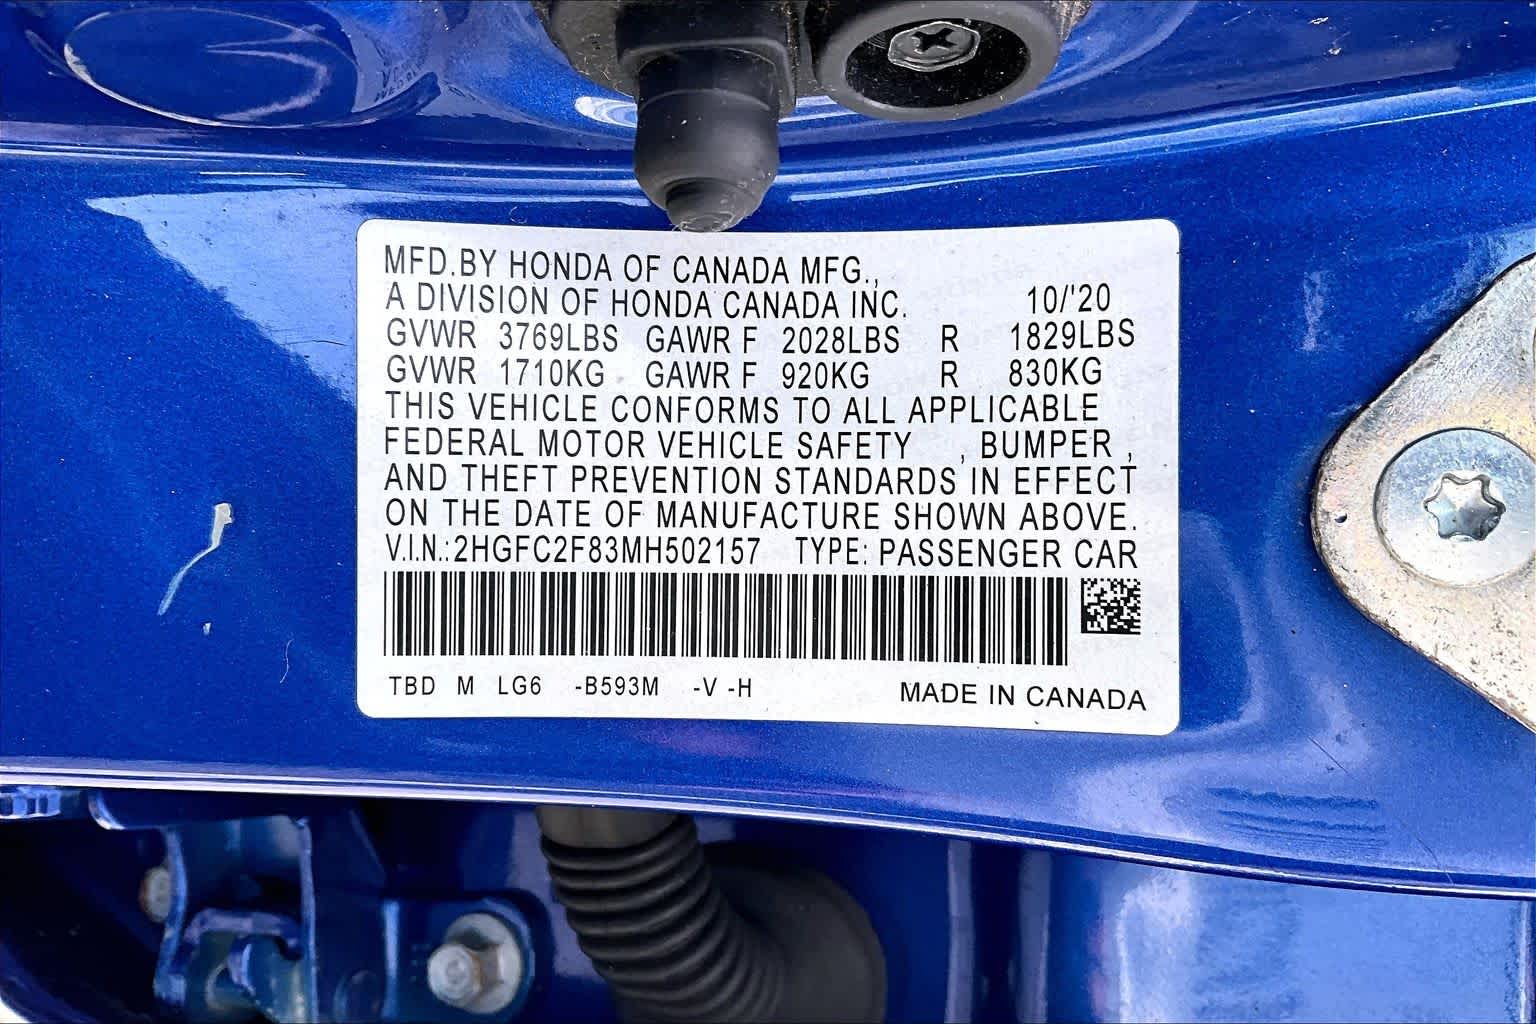 MFD.BY HONDA OF CANADA MFG.,
A DIVISION OF HONDA CANADA INC. 10/'20
GVWR 3769LBS GAWR F 2028LBS R 1829LBS
GVWR 1710KG GAWR F 920KG R 830KG
THIS VEHICLE CONFORMS TO ALL APPLICABLE
FEDERAL MOTOR VEHICLE SAFETY , BUMPER ,
AND THEFT PREVENTION STANDARDS IN EFFECT
ON THE DATE OF MANUFACTURE SHOWN ABOVE.
V.I.N.:2HGFC2F83MH502157 TYPE: PASSENGER CAR
TBD M LG6 -B593M -V -H MADE IN CANADA